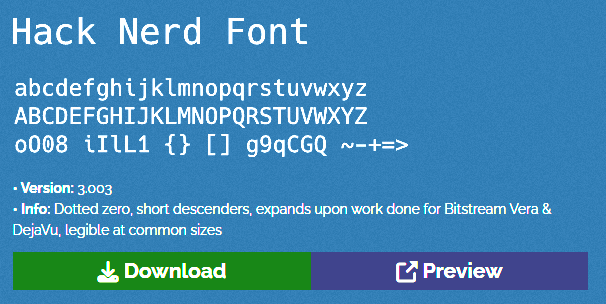 Hack Nerd Font
abcdefghijklmnopqrstuvwxyz
ABCDEFGHIJKLMNOPQRSTUVWXYZ
oO08 iIlL1 {} [] g9qCGQ ~-+=>
• Version: 3.003
• Info: Dotted zero, short descenders, expands upon work done for Bitstream Vera &
DejaVu, legible at common sizes
Download Preview